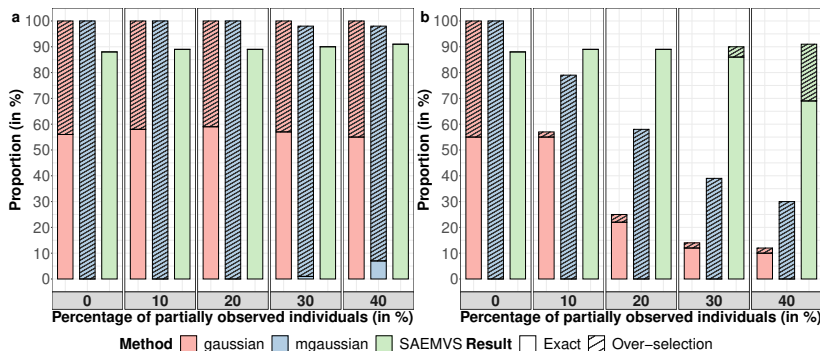 a
b
Proportion (in %)
100
90
80
70
60
50
40
30
20
10
0
0 10 20 30 40
Percentage of partially observed individuals (in %)
Proportion (in %)
100
90
80
70
60
50
40
30
20
10
0
0 10 20 30 40
Percentage of partially observed individuals (in %)
Method gaussian mgaussian SAEMVS Result Exact Over−selection